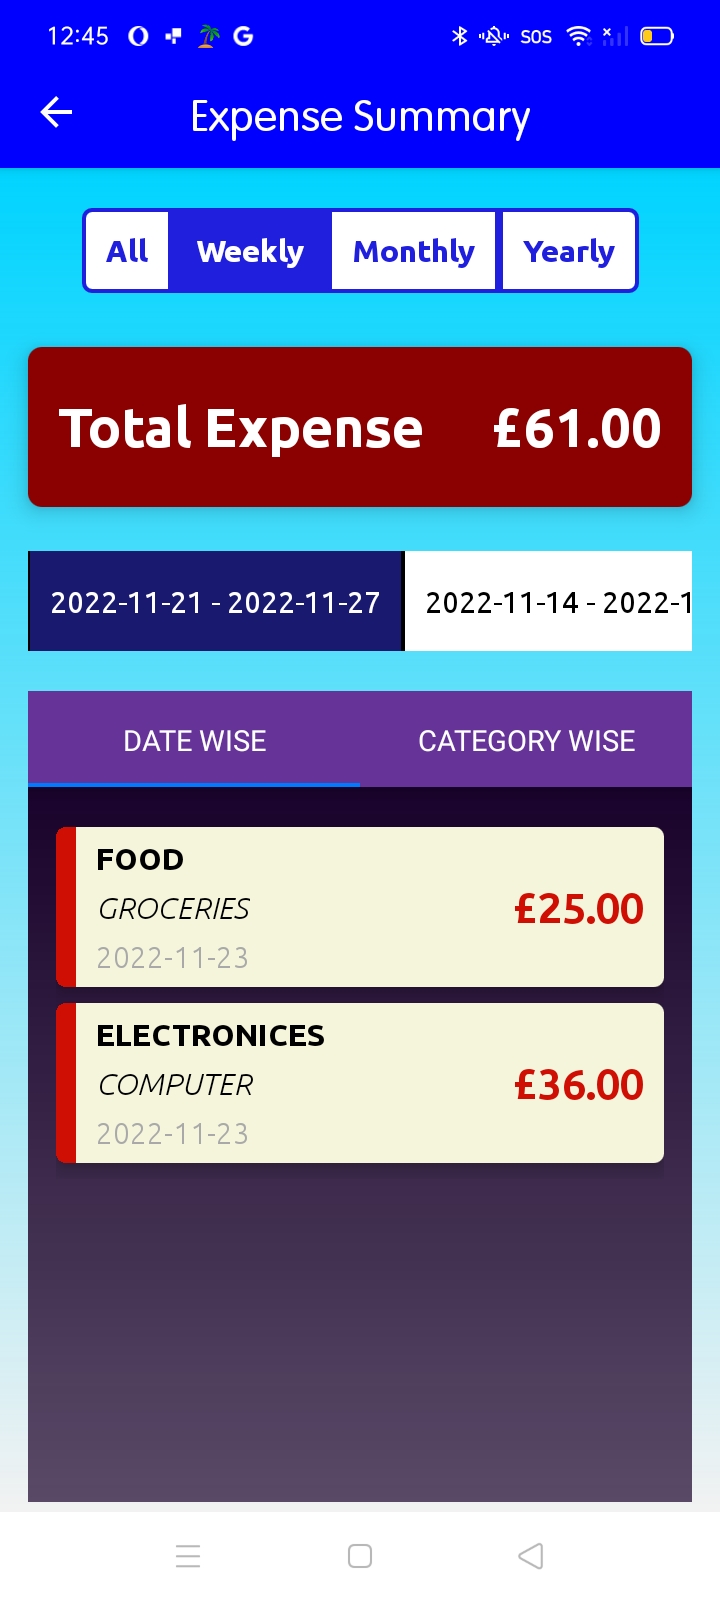 12:45 SOS
Expense Summary
All Weekly Monthly Yearly
Total Expense £61.00
2022-11-21 - 2022-11-27 2022-11-14 - 2022-1
DATE WISE CATEGORY WISE
FOOD
GROCERIES £25.00
2022-11-23
ELECTRONICES
COMPUTER £36.00
2022-11-23